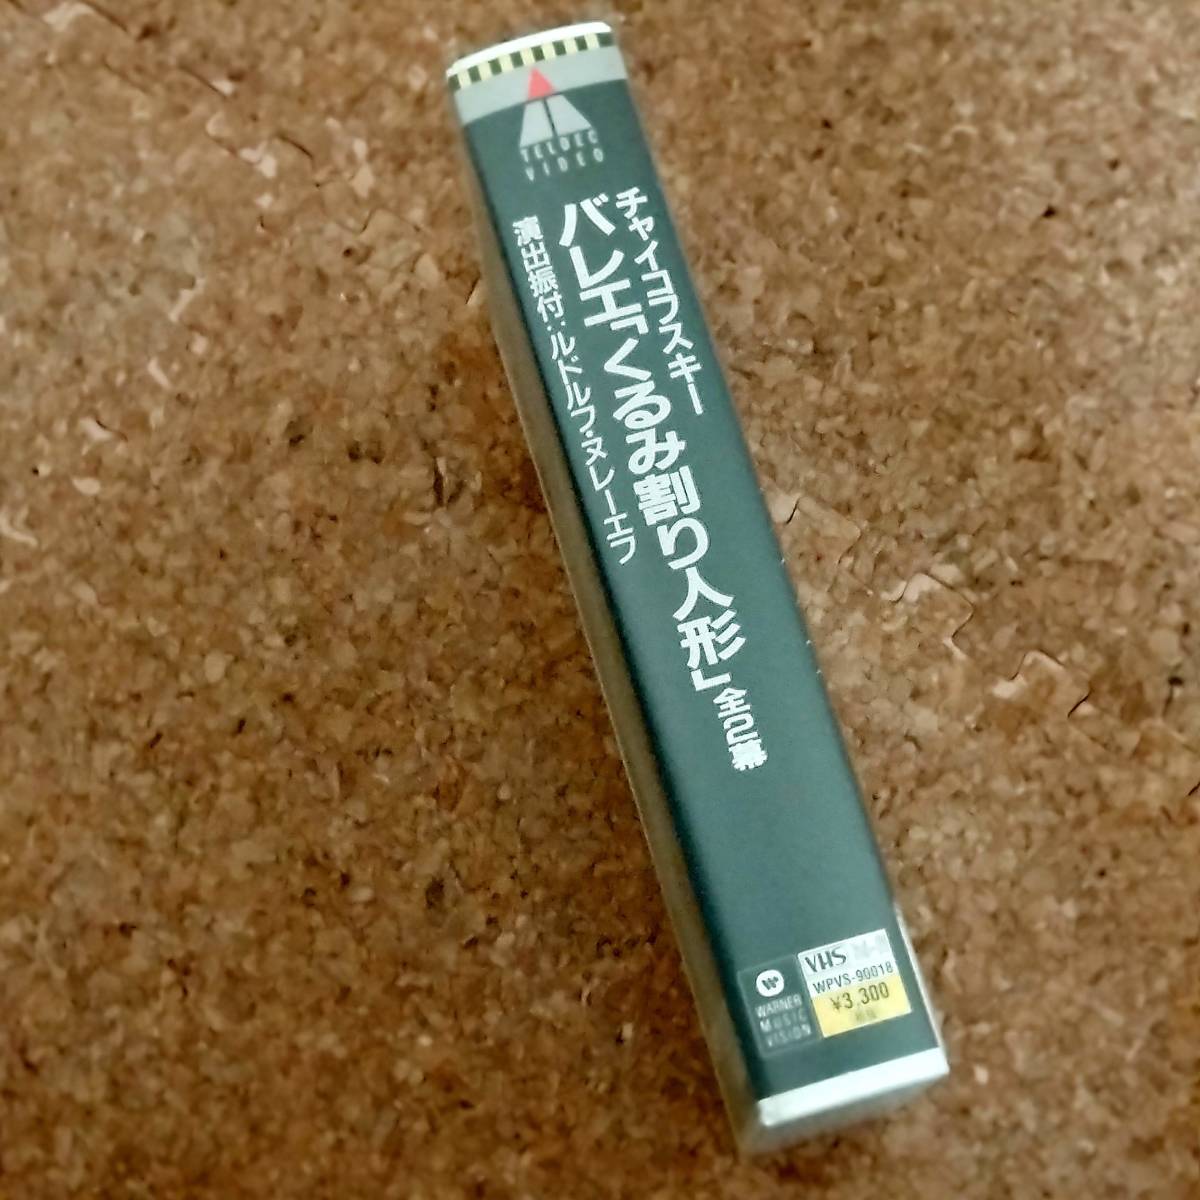 TELDEC
VIDEO
チャイコフスキー
バレエ「くるみ割り人形」全2幕
演出振付：ルドルフ・ヌレーエフ
VHS
WPVS-90018
¥3,300
WARNER
MUSIC
VISION